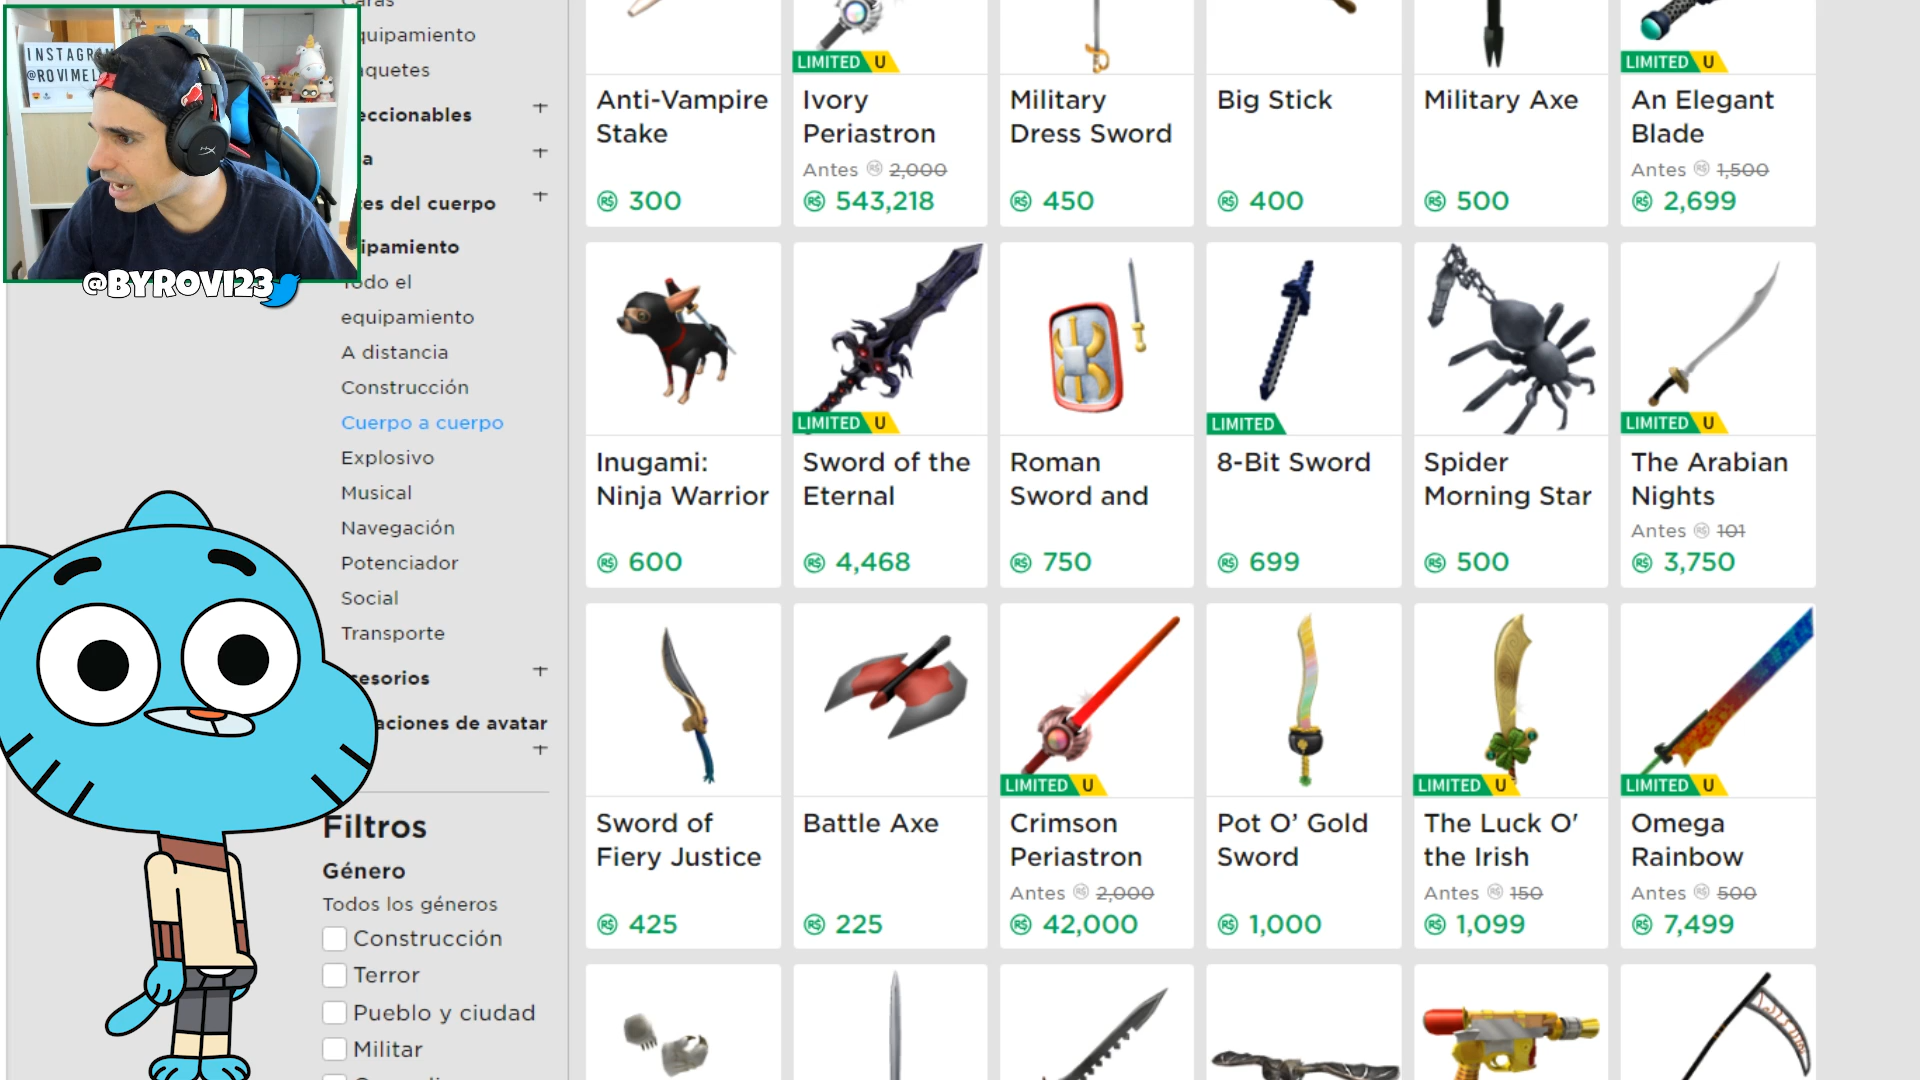 INSTAGRAM
@ROVIMEL
@BYROVI23
Caras
equipamiento
aquetes
eccionables
a
es del cuerpo
ipamiento
Todo el
equipamiento
A distancia
Construcción
Cuerpo a cuerpo
Explosivo
Musical
Navegación
Potenciador
Social
Transporte
esorios
aciones de avatar
Filtros
Género
Todos los géneros
Construcción
Terror
Pueblo y ciudad
Militar
Anti-Vampire
Stake
300
LIMITED U
Ivory
Periastron
Antes 2,000
543,218
Military
Dress Sword
450
Big Stick
400
Military Axe
500
LIMITED U
An Elegant
Blade
Antes 1,500
2,699
Inugami:
Ninja Warrior
600
LIMITED U
Sword of the
Eternal
4,468
Roman
Sword and
750
LIMITED
8-Bit Sword
699
Spider
Morning Star
500
LIMITED U
The Arabian
Nights
Antes 101
3,750
Sword of
Fiery Justice
425
Battle Axe
225
LIMITED U
Crimson
Periastron
Antes 2,000
42,000
Pot O’ Gold
Sword
1,000
LIMITED U
The Luck O'
the Irish
Antes 150
1,099
LIMITED U
Omega
Rainbow
Antes 500
7,499